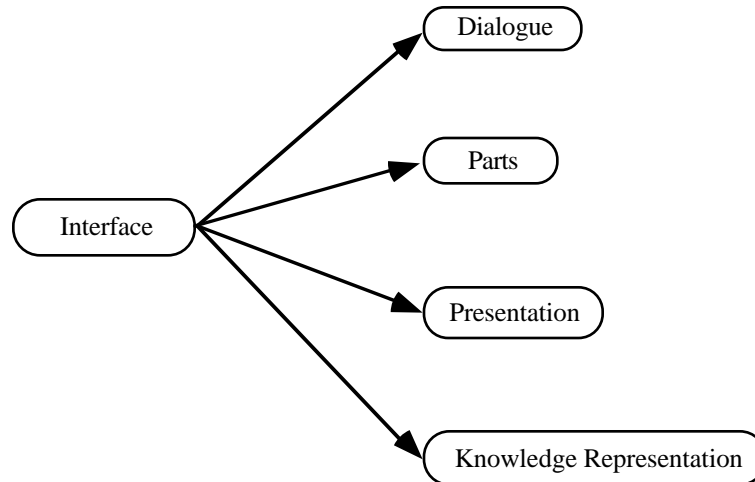 Dialogue
Parts
Interface
Presentation
Knowledge Representation